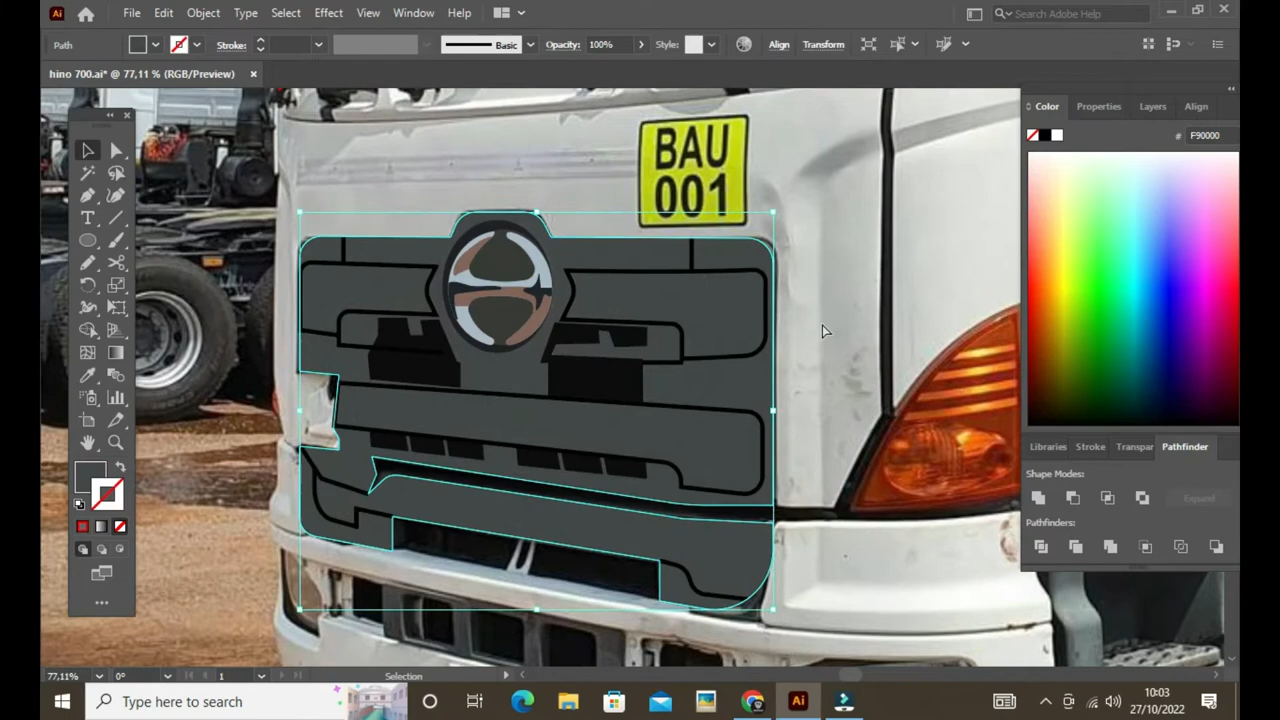 File Edit Object Type Select Effect View Window Help
Search Adobe Help
Path Stroke: Basic Opacity: 100% Style: Align Transform
hino 700.ai* @ 77,11 % (RGB/Preview)
Color Properties Layers Align
# F90000
BAU
001
Libraries Stroke Transpar Pathfinder
Shape Modes:
Expand
Pathfinders:
77,11% 0° 1 Selection
Type here to search
10:03
27/10/2022